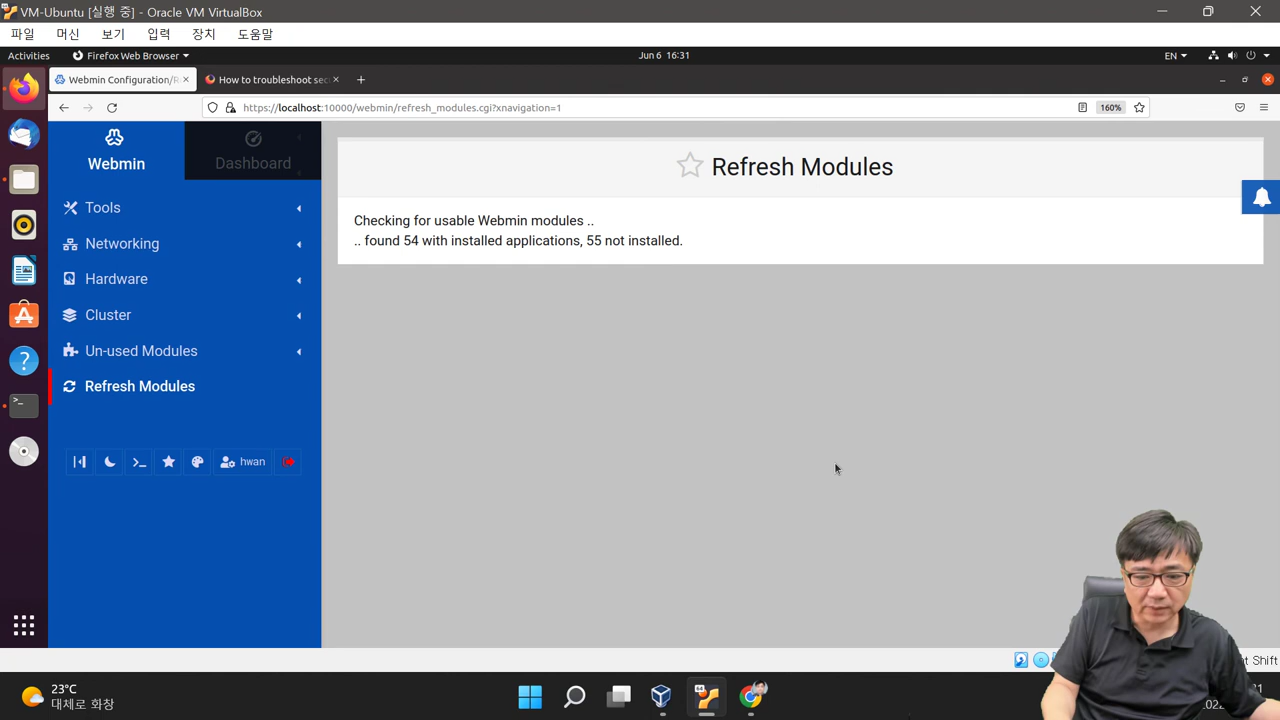 VM-Ubuntu [실행 중] - Oracle VM VirtualBox
파일 머신 보기 입력 장치 도움말
Activities Firefox Web Browser Jun 6 16:31 EN
Webmin Configuration/R How to troubleshoot sec
https://localhost:10000/webmin/refresh_modules.cgi?xnavigation=1 160%
Webmin Dashboard
Refresh Modules
Tools
Networking
Hardware
Cluster
Un-used Modules
Refresh Modules
hwan
Checking for usable Webmin modules ..
.. found 54 with installed applications, 55 not installed.
Shift
23°C
대체로 화창